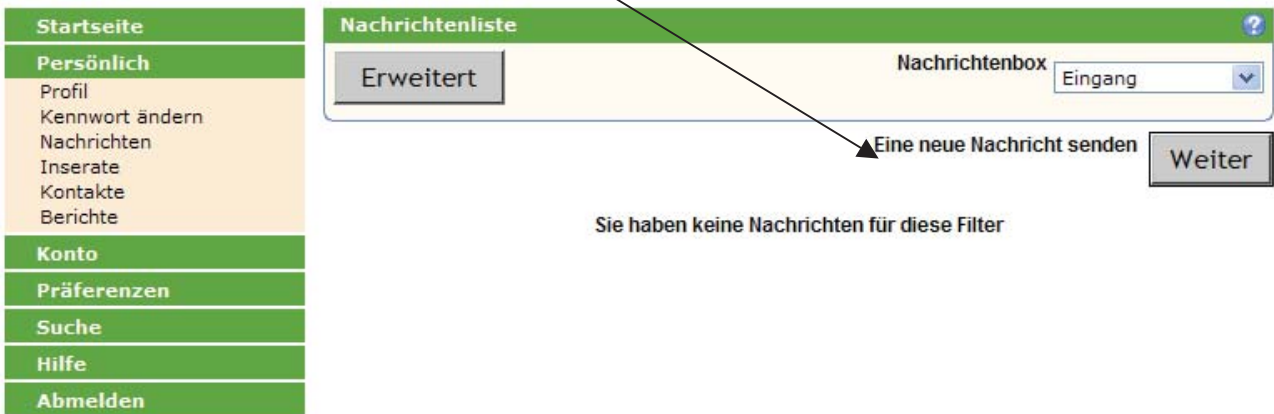 Startseite
Persönlich
Profil
Kennwort ändern
Nachrichten
Inserate
Kontakte
Berichte
Konto
Präferenzen
Suche
Hilfe
Abmelden
Nachrichtenliste ?
Erweitert
Nachrichtenbox Eingang
Eine neue Nachricht senden Weiter
Sie haben keine Nachrichten für diese Filter